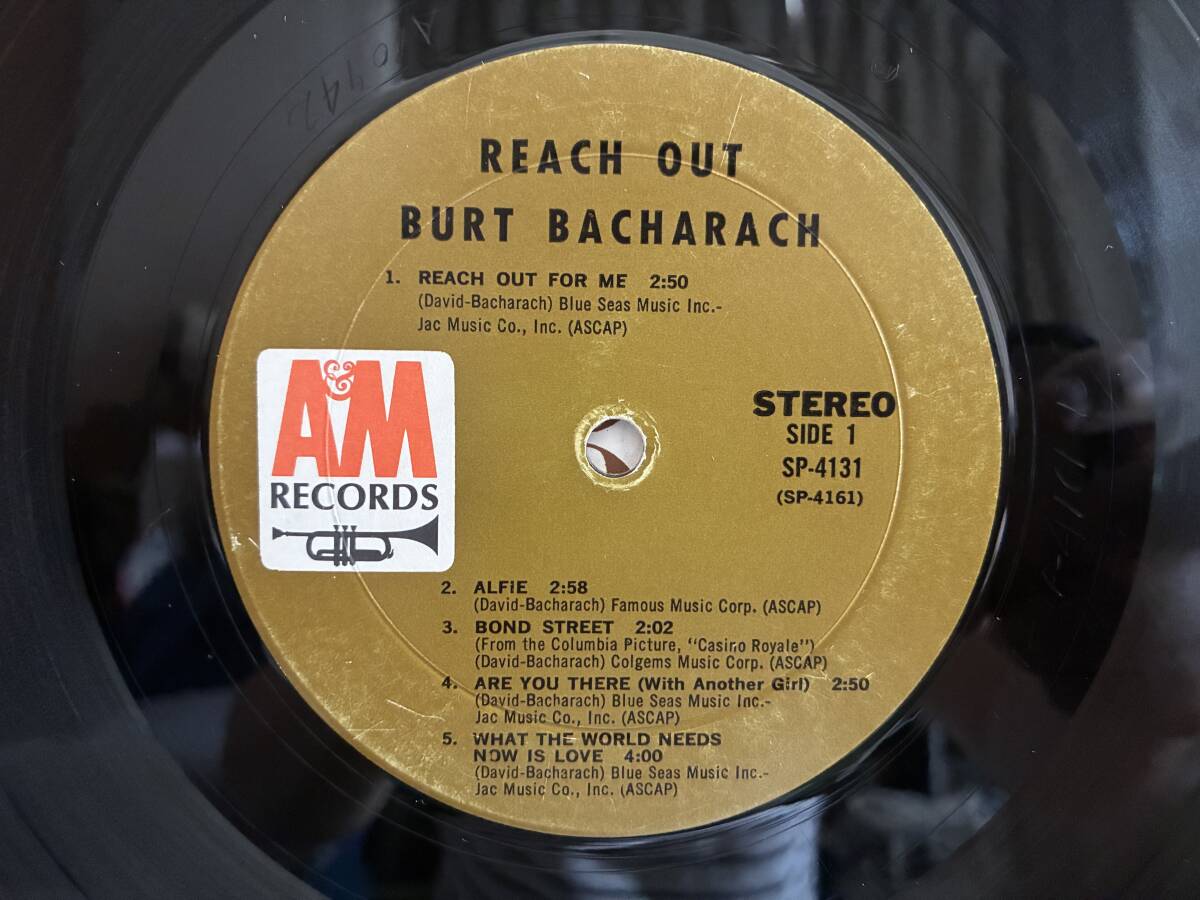 REACH OUT
BURT BACHARACH
1. REACH OUT FOR ME 2:50
(David-Bacharach) Blue Seas Music Inc.-
Jac Music Co., Inc. (ASCAP)
A&M
RECORDS
STEREO
SIDE 1
SP-4131
(SP-4161)
2. ALFiE 2:58
(David-Bacharach) Famous Music Corp. (ASCAP)
3. BOND STREET 2:02
(From the Columbia Picture, "Casino Royale")
(David-Bacharach) Colgems Music Corp. (ASCAP)
4. ARE YOU THERE (With Another Girl) 2:50
(David-Bacharach) Blue Seas Music Inc.-
Jac Music Co., Inc. (ASCAP)
5. WHAT THE WORLD NEEDS
NOW IS LOVE 4:00
(David-Bacharach) Blue Seas Music Inc.-
Jac Music Co., Inc. (ASCAP)